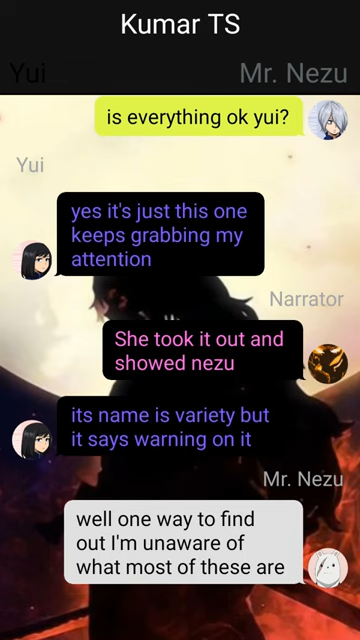 Kumar TS
Yui
Mr. Nezu
is everything ok yui?
Yui
yes it's just this one
keeps grabbing my
attention
Narrator
She took it out and
showed nezu
its name is variety but
it says warning on it
Mr. Nezu
well one way to find
out I'm unaware of
what most of these are